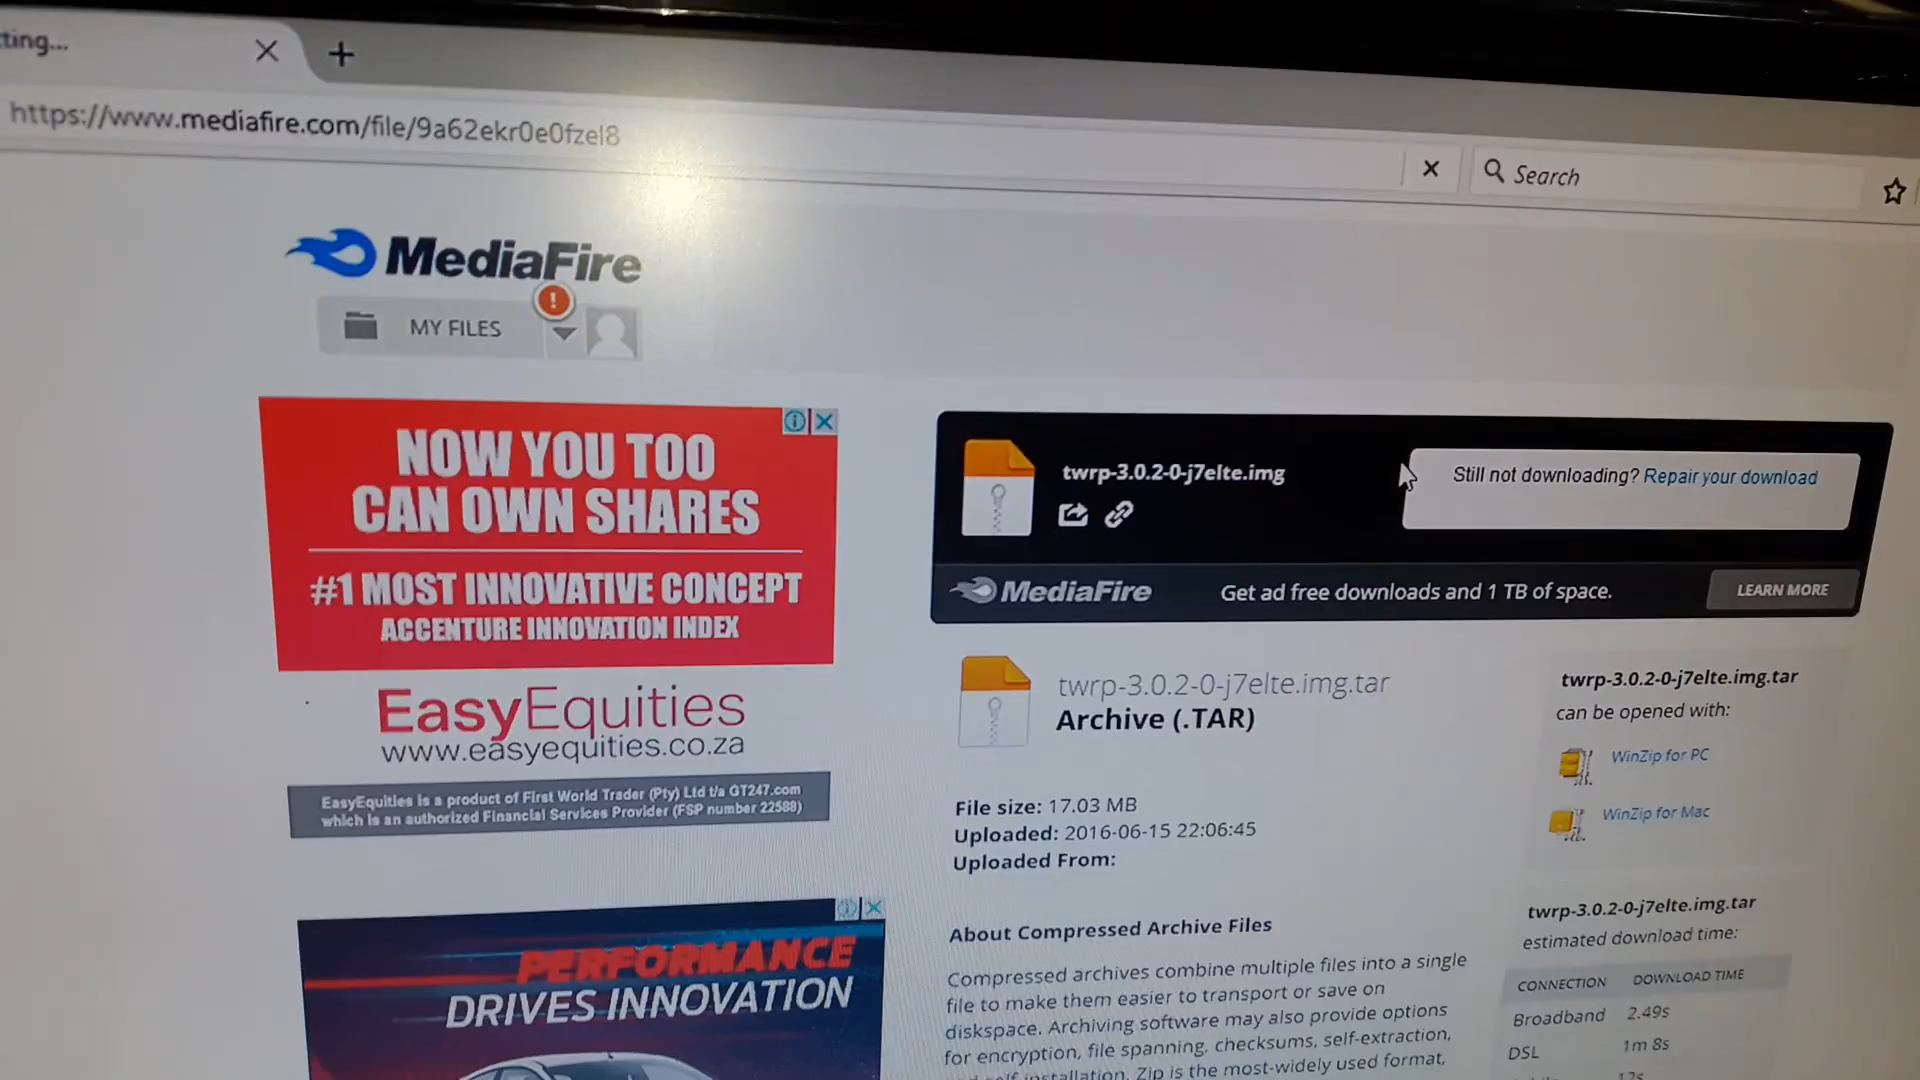 ting...
https://www.mediafire.com/file/9a62ekr0e0fzel8
Search
MediaFire
!
MY FILES
NOW YOU TOO
CAN OWN SHARES
#1 MOST INNOVATIVE CONCEPT
ACCENTURE INNOVATION INDEX
EasyEquities
www.easyequities.co.za
EasyEquities is a product of First World Trader (Pty) Ltd t/a GT247.com
which is an authorized Financial Services Provider (FSP number 22588)
PERFORMANCE
DRIVES INNOVATION
twrp-3.0.2-0-j7elte.img
Still not downloading? Repair your download
MediaFire
Get ad free downloads and 1 TB of space.
LEARN MORE
twrp-3.0.2-0-j7elte.img.tar
Archive (.TAR)
File size: 17.03 MB
Uploaded: 2016-06-15 22:06:45
Uploaded From:
About Compressed Archive Files
Compressed archives combine multiple files into a single
file to make them easier to transport or save on
diskspace. Archiving software may also provide options
for encryption, file spanning, checksums, self-extraction,
self-installation. Zip is the most-widely used format,
twrp-3.0.2-0-j7elte.img.tar
can be opened with:
WinZip for PC
WinZip for Mac
twrp-3.0.2-0-j7elte.img.tar
estimated download time:
CONNECTION DOWNLOAD TIME
Broadband 2.49s
DSL 1m 8s